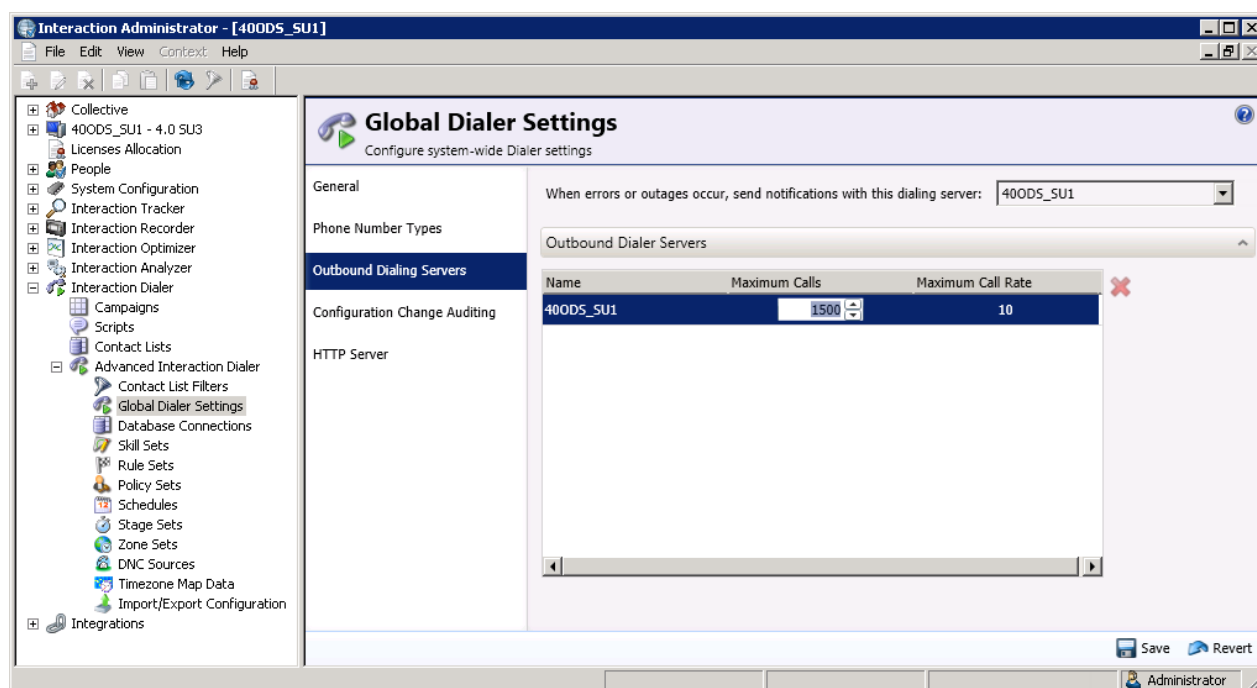 Interaction Administrator - [40ODS_SU1]
File Edit View Context Help
Collective
40ODS_SU1 - 4.0 SU3
Licenses Allocation
People
System Configuration
Interaction Tracker
Interaction Recorder
Interaction Optimizer
Interaction Analyzer
Interaction Dialer
Campaigns
Scripts
Contact Lists
Advanced Interaction Dialer
Contact List Filters
Global Dialer Settings
Database Connections
Skill Sets
Rule Sets
Policy Sets
Schedules
Stage Sets
Zone Sets
DNC Sources
Timezone Map Data
Import/Export Configuration
Integrations
Global Dialer Settings
Configure system-wide Dialer settings
General
Phone Number Types
Outbound Dialing Servers
Configuration Change Auditing
HTTP Server
When errors or outages occur, send notifications with this dialing server: 40ODS_SU1
Outbound Dialer Servers
Name Maximum Calls Maximum Call Rate
40ODS_SU1 1500 10
Save Revert
Administrator